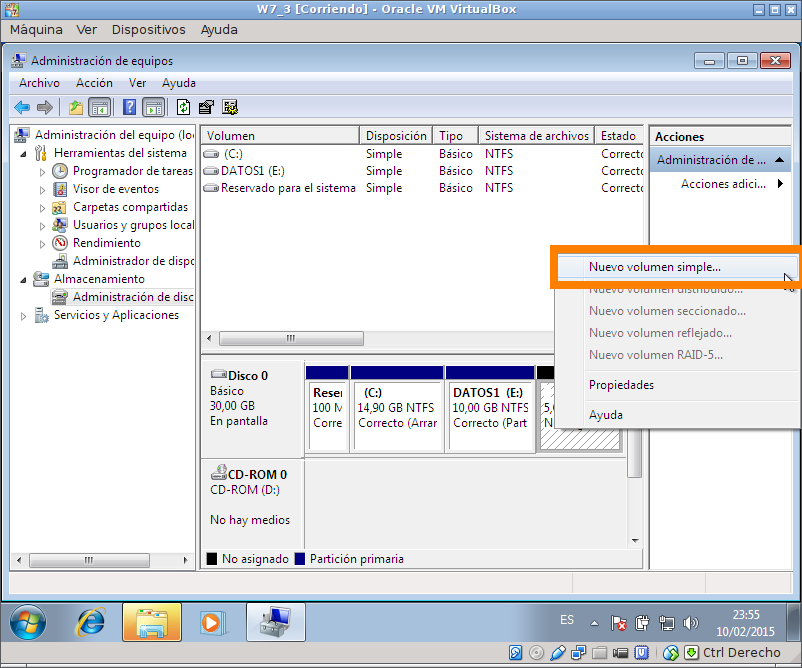 W7_3 [Corriendo] - Oracle VM VirtualBox
Máquina Ver Dispositivos Ayuda
Administración de equipos
Archivo Acción Ver Ayuda
Administración del equipo (lo
Herramientas del sistema
Programador de tareas
Visor de eventos
Carpetas compartidas
Usuarios y grupos local
Rendimiento
Administrador de dispo
Almacenamiento
Administración de disc
Servicios y Aplicaciones
Volumen Disposición Tipo Sistema de archivos Estado
(C:) Simple Básico NTFS Correcto
DATOS1 (E:) Simple Básico NTFS Correcto
Reservado para el sistema Simple Básico NTFS Correcto
Acciones
Administración de ...
Acciones adici...
Nuevo volumen simple...
Nuevo volumen distribuido...
Nuevo volumen seccionado...
Nuevo volumen reflejado...
Nuevo volumen RAID-5...
Propiedades
Ayuda
Disco 0
Básico
30,00 GB
En pantalla
Rese
100 M
Corre
(C:)
14,90 GB NTFS
Correcto (Arrar
DATOS1 (E:)
10,00 GB NTFS
Correcto (Part
5,0
N
CD-ROM 0
CD-ROM (D:)
No hay medios
No asignado Partición primaria
ES
23:55
10/02/2015
Ctrl Derecho